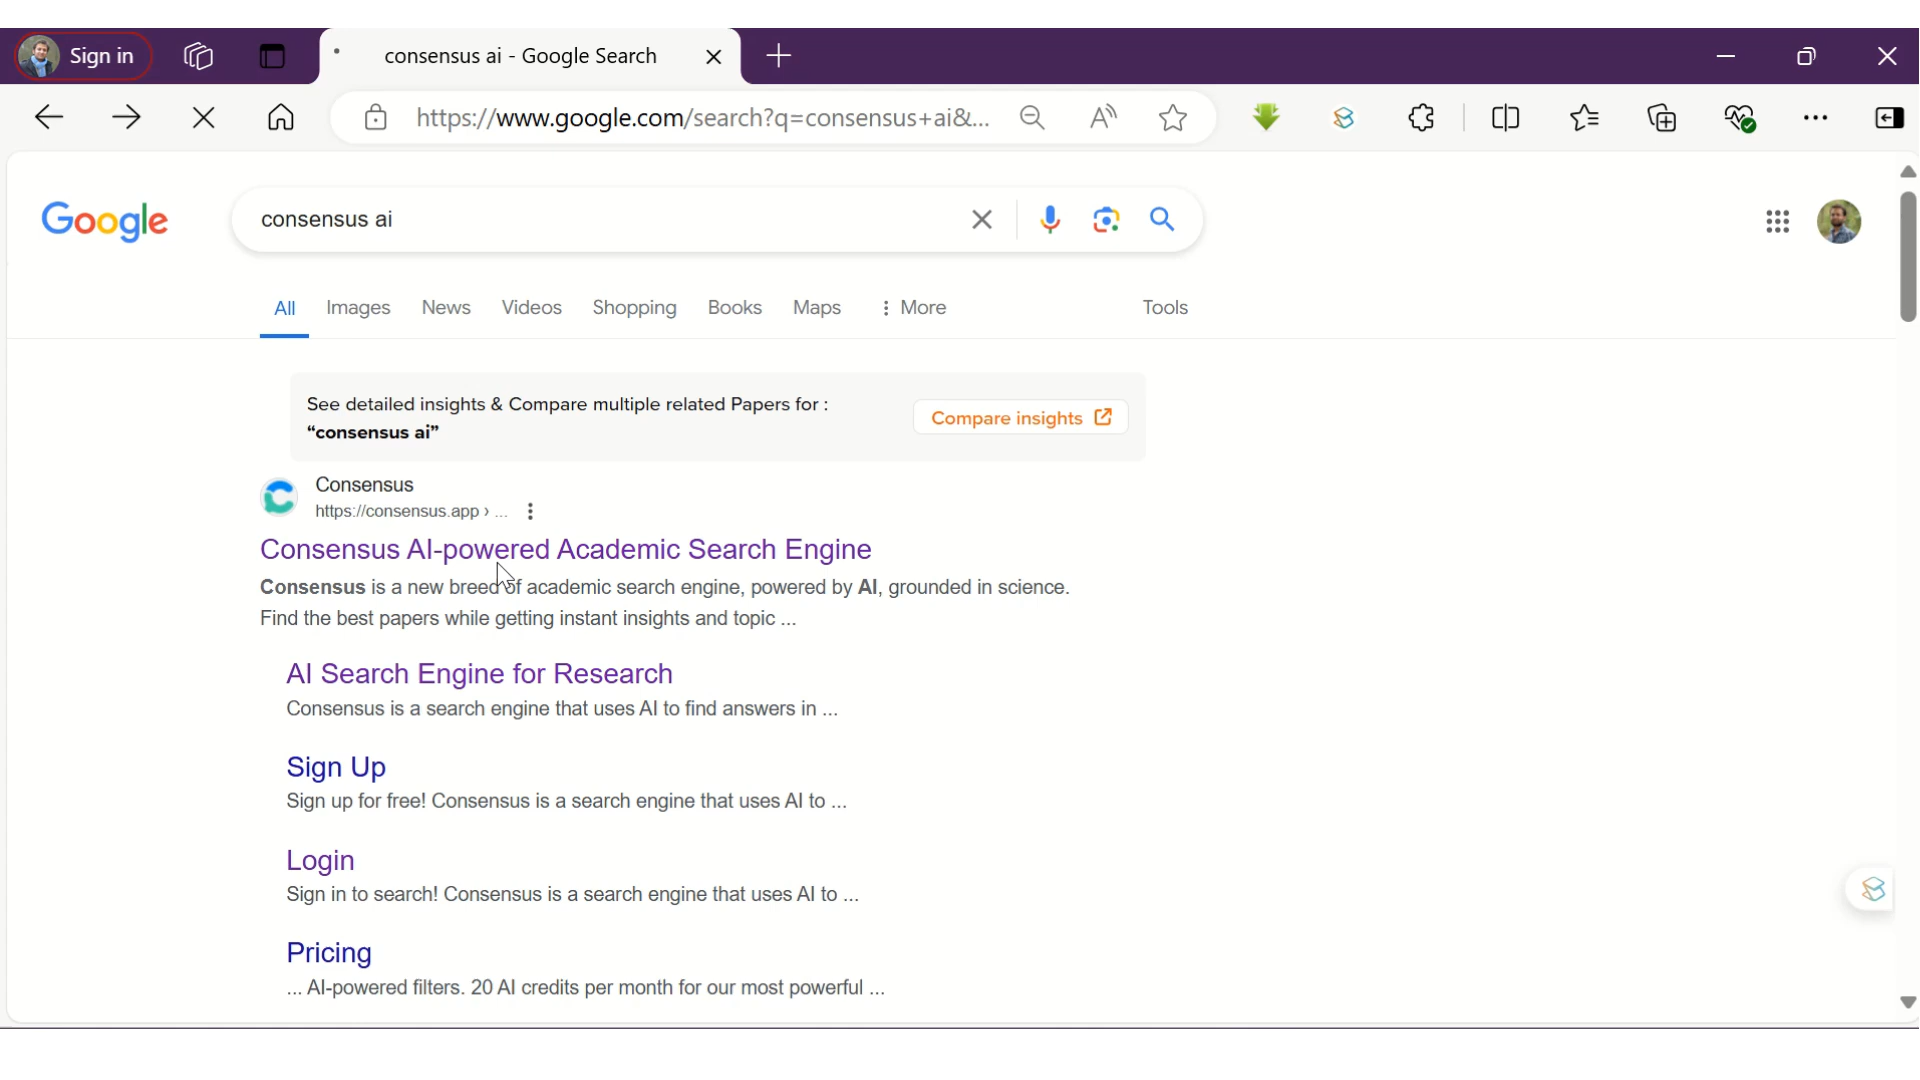 Sign in
consensus ai - Google Search
https://www.google.com/search?q=consensus+ai&...
Google
consensus ai
All Images News Videos Shopping Books Maps More Tools
See detailed insights & Compare multiple related Papers for :
“consensus ai”
Compare insights
Consensus
https://consensus.app › ...
Consensus AI-powered Academic Search Engine
Consensus is a new breed of academic search engine, powered by AI, grounded in science.
Find the best papers while getting instant insights and topic ...
AI Search Engine for Research
Consensus is a search engine that uses AI to find answers in ...
Sign Up
Sign up for free! Consensus is a search engine that uses AI to ...
Login
Sign in to search! Consensus is a search engine that uses AI to ...
Pricing
... AI-powered filters. 20 AI credits per month for our most powerful ...